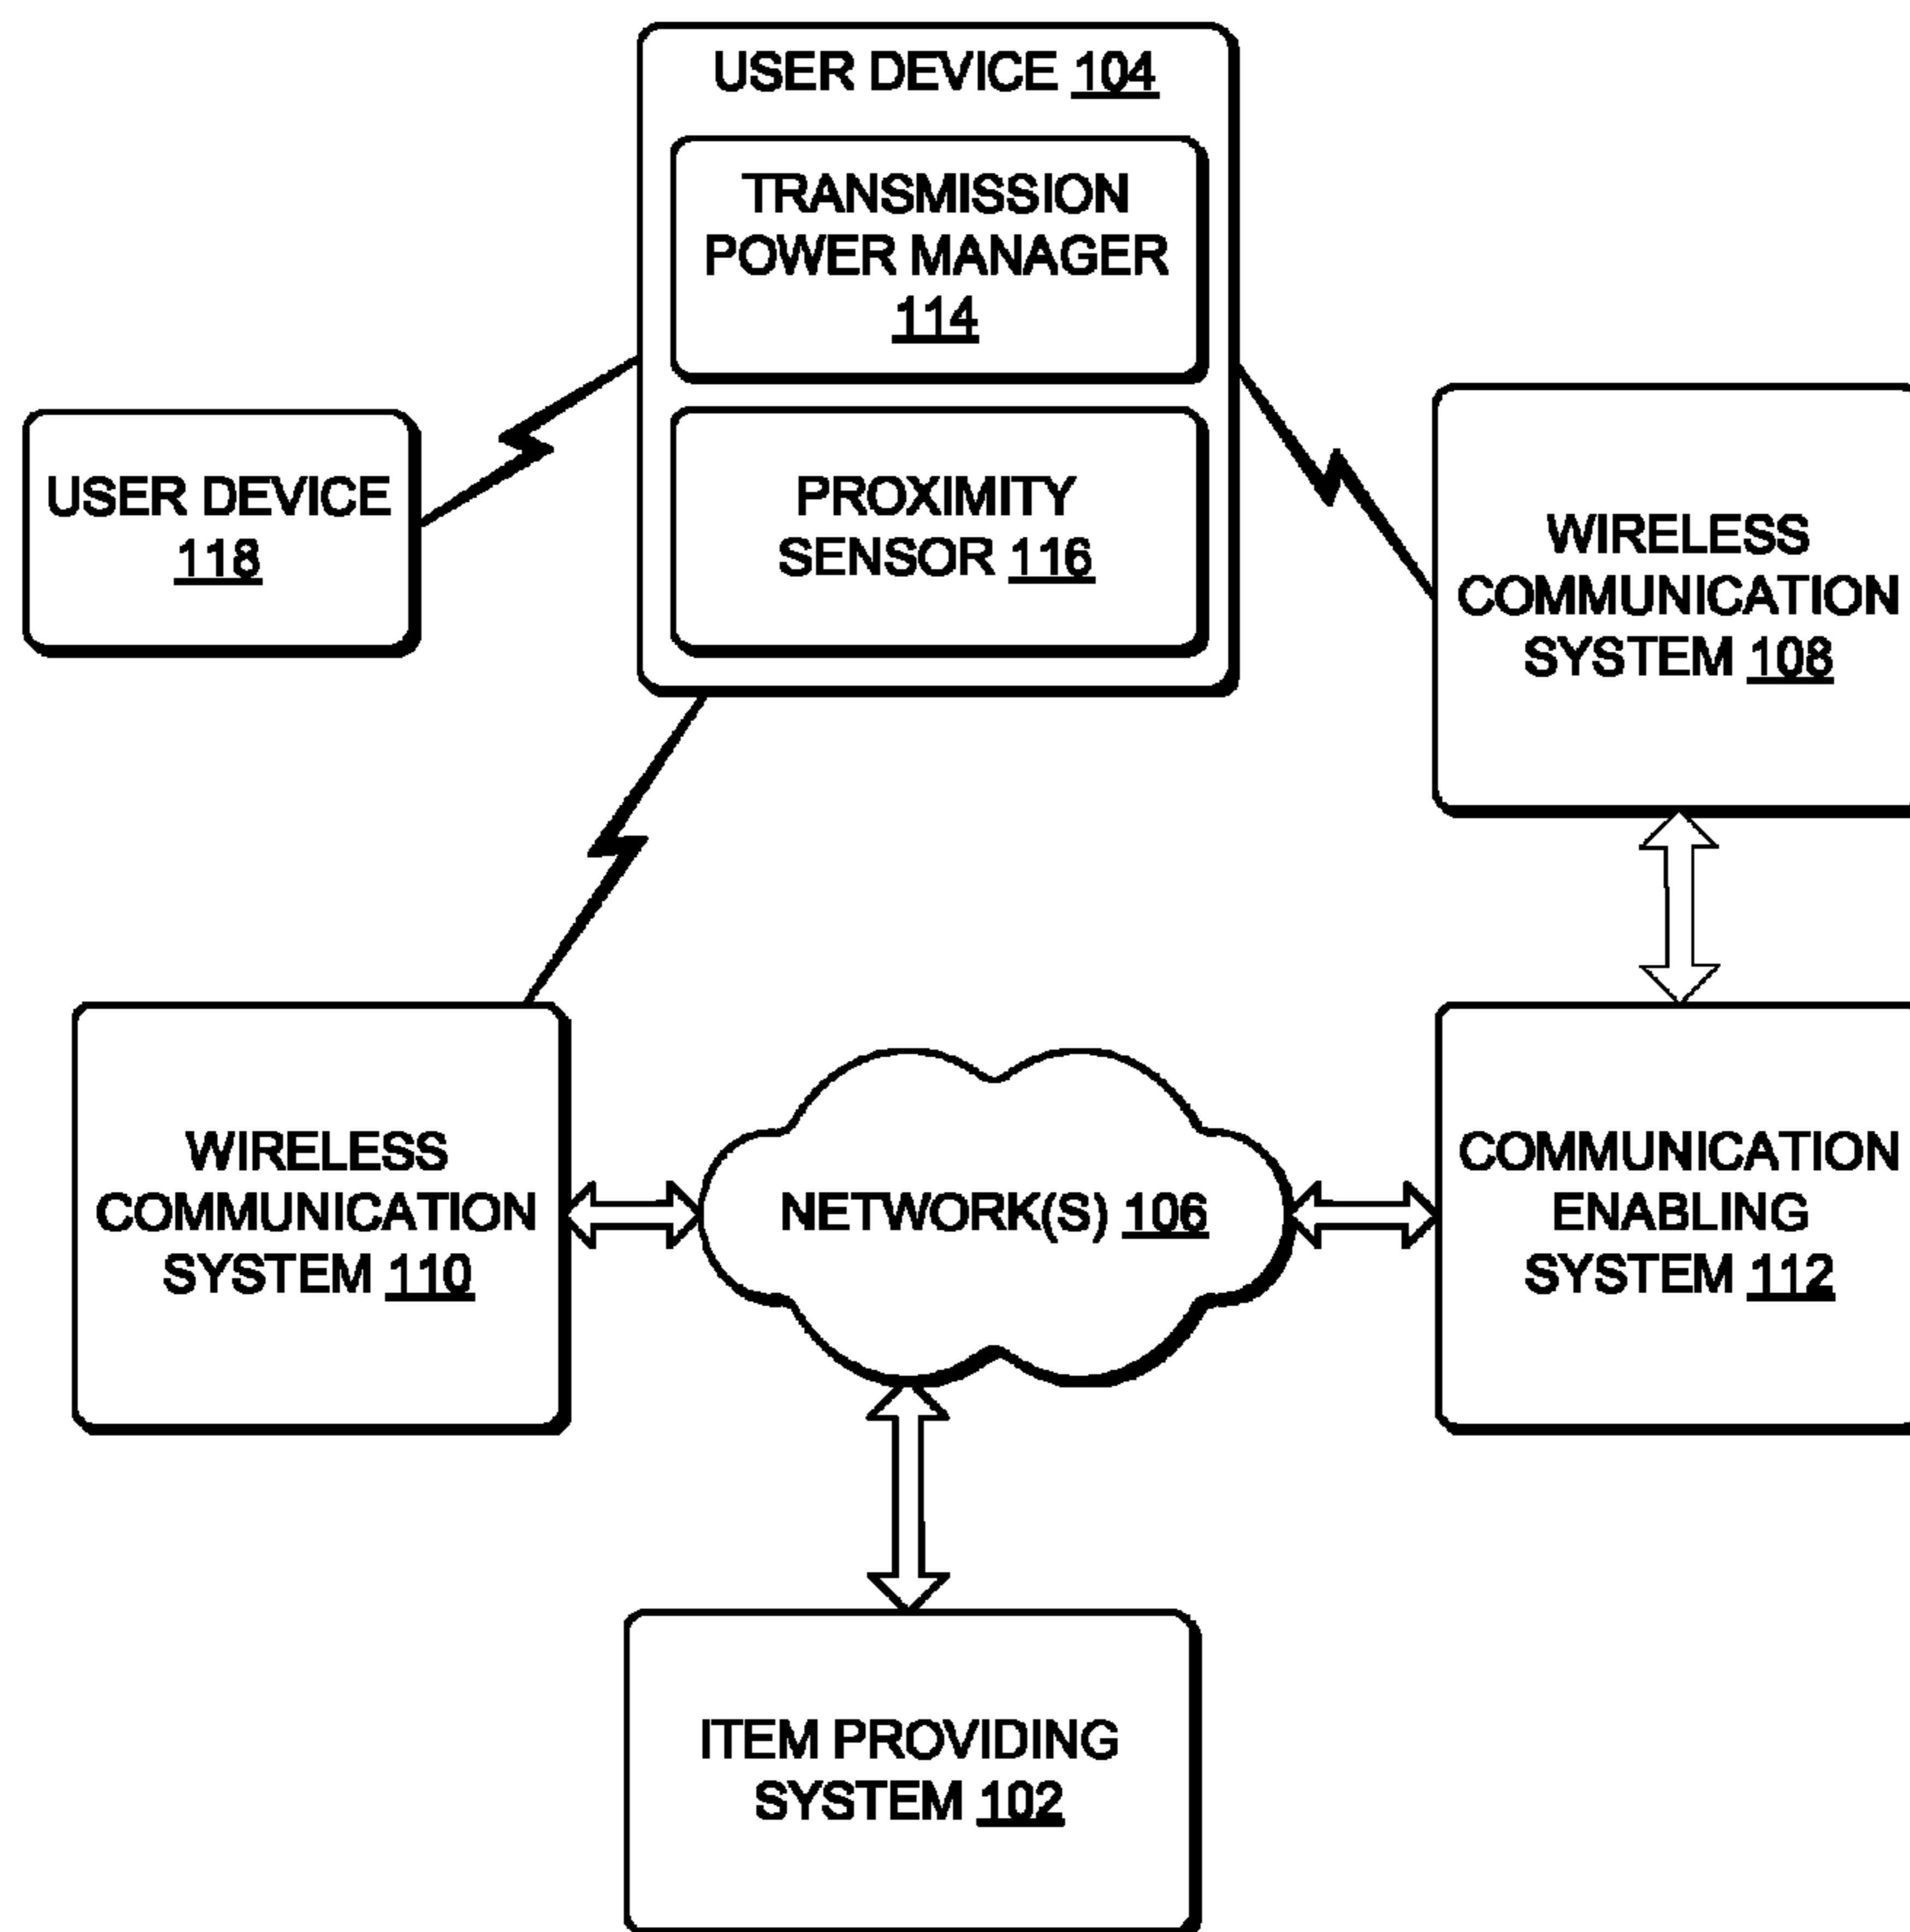 USER DEVICE 104
TRANSMISSION
POWER MANAGER
114
PROXIMITY
SENSOR 116
USER DEVICE
118
WIRELESS
COMMUNICATION
SYSTEM 108
WIRELESS
COMMUNICATION
SYSTEM 110
NETWORK(S) 106
COMMUNICATION
ENABLING
SYSTEM 112
ITEM PROVIDING
SYSTEM 102